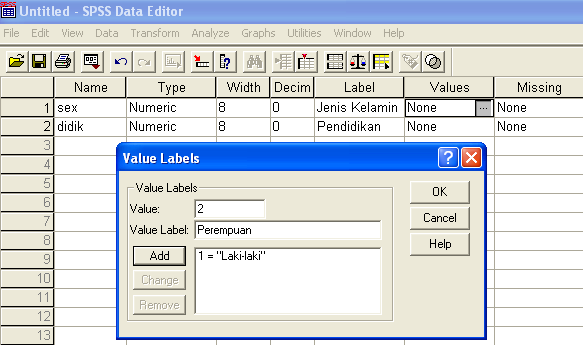 Untitled - SPSS Data Editor
File Edit View Data Transform Analyze Graphs Utilities Window Help
Name Type Width Decim Label Values Missing
1 sex Numeric 8 0 Jenis Kelamin None ... None
2 didik Numeric 8 0 Pendidikan None None
3
4
5
6
7
8
9
10
11
12
13
Value Labels
Value Labels
Value: 2
Value Label: Perempuan
Add
1 = "Laki-laki"
Change
Remove
OK
Cancel
Help